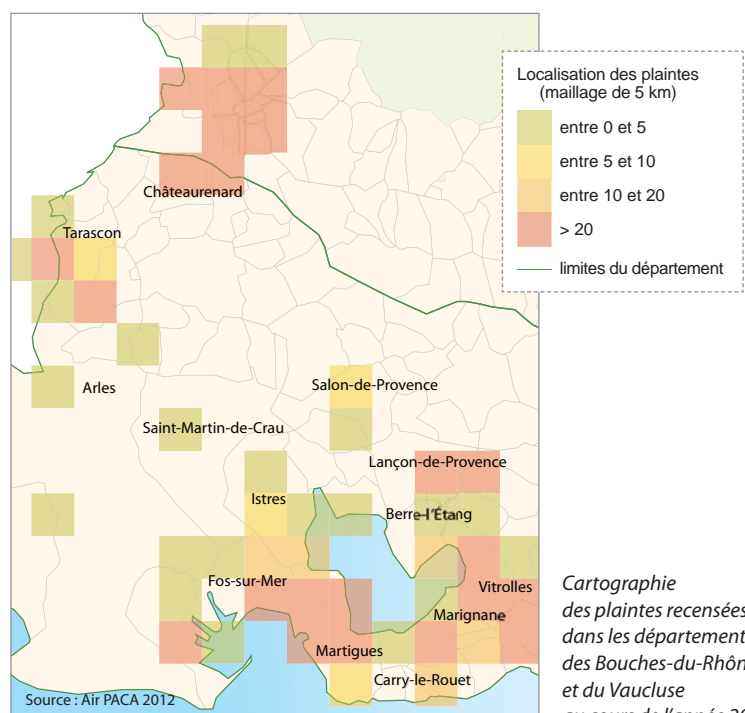 Localisation des plaintes
(maillage de 5 km)
entre 0 et 5
entre 5 et 10
entre 10 et 20
> 20
limites du département
Châteaurenard
Tarascon
Arles
Salon-de-Provence
Saint-Martin-de-Crau
Lançon-de-Provence
Istres
Berre-l'Étang
Fos-sur-Mer
Vitrolles
Marignane
Martigues
Carry-le-Rouet
Source : Air PACA 2012
Cartographie
des plaintes recensées
dans les
des Bouches-du-Rhôn
et du Vaucluse